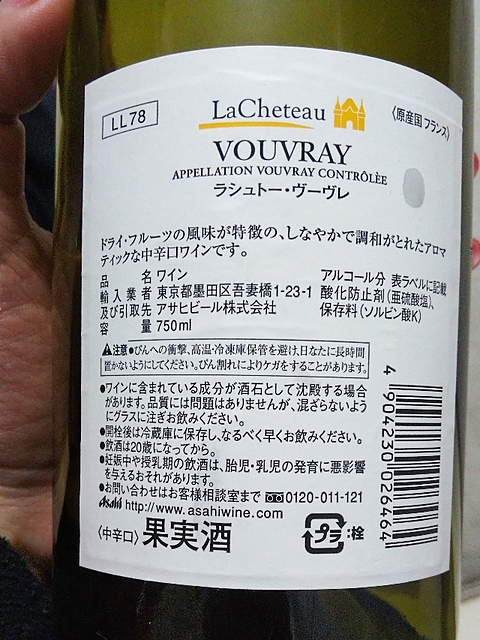 LL78
LaCheteau
〈原産国 フランス〉
VOUVRAY
APPELLATION VOUVRAY CONTRÔLÉE
ラシュトー・ヴーヴレ
ドライ・フルーツの風味が特徴の、しなやかで調和がとれたアロマ
ティックな中辛口ワインです。
品名 ワイン
輸入業者 東京都墨田区吾妻橋1-23-1
及び引取先 アサヒビール株式会社
容量 750ml
アルコール分 表ラベルに記載
酸化防止剤(亜硫酸塩)、
保存料(ソルビン酸K)
⚠注意 ●びんへの衝撃、高温・冷凍庫保管を避け、日なたに長時間
置かないようにしてください。びん割れによりケガをすることがあります。
●ワインに含まれている成分が酒石として沈殿する場合
があります。品質には問題はありませんが、混ざらないよう
にグラスに注ぎお飲みください。
●開栓後は冷蔵庫に保存し、なるべく早くお飲みください。
●飲酒は20歳になってから。
●妊娠中や授乳期の飲酒は、胎児・乳児の発育に悪影響
を与えるおそれがあります。
●お問い合わせはお客様相談室まで 0120-011-121
Asahi http://www.asahiwine.com
〈中辛口〉果実酒
プラ:栓
4 904230 026464